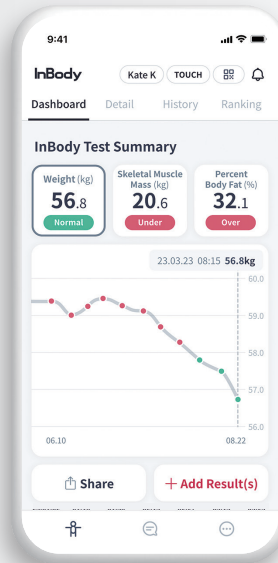 9:41
InBody
Kate K
TOUCH
Dashboard Detail History Ranking
InBody Test Summary
Weight (kg)
56.8
Normal
Skeletal Muscle
Mass (kg)
20.6
Under
Percent
Body Fat (%)
32.1
Over
23.03.23 08:15 56.8kg
60.0
59.0
58.0
57.0
56.0
06.10 08.22
Share
+ Add Result(s)